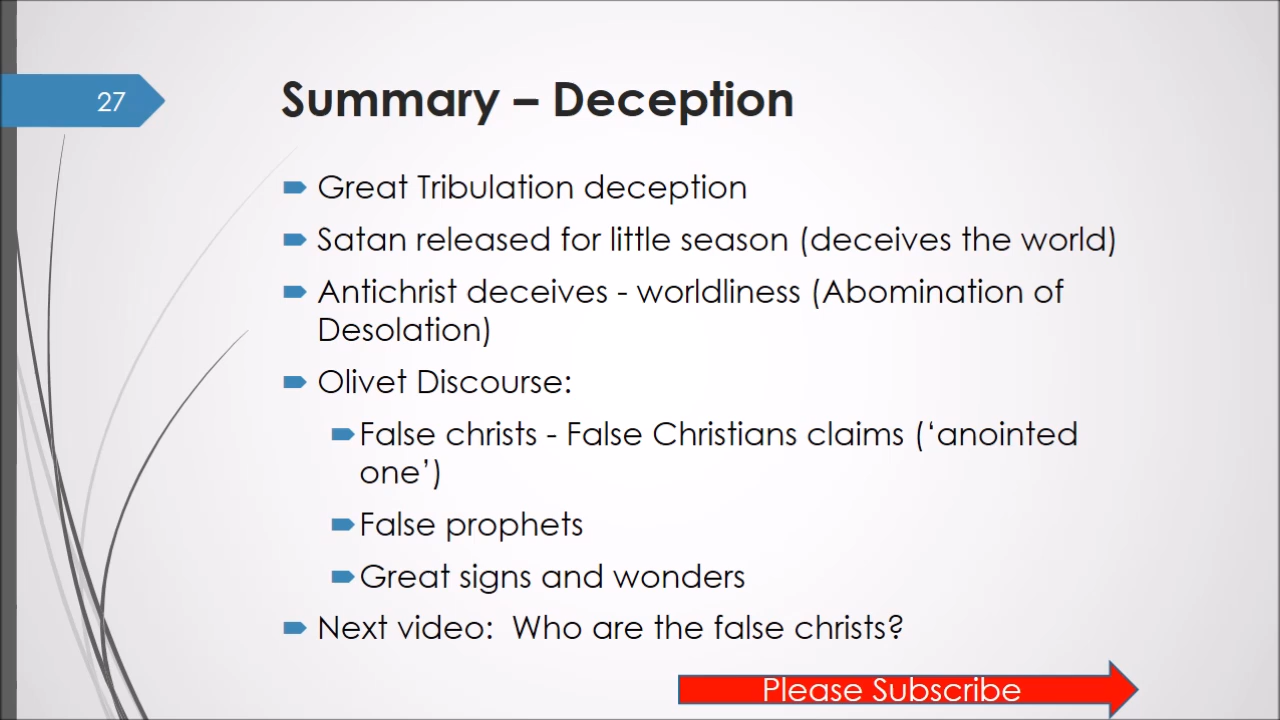 27
Summary – Deception
Great Tribulation deception
Satan released for little season (deceives the world)
Antichrist deceives - worldliness (Abomination of
Desolation)
Olivet Discourse:
False christs - False Christians claims (‘anointed
one’)
False prophets
Great signs and wonders
Next video:  Who are the false christs?
Please Subscribe